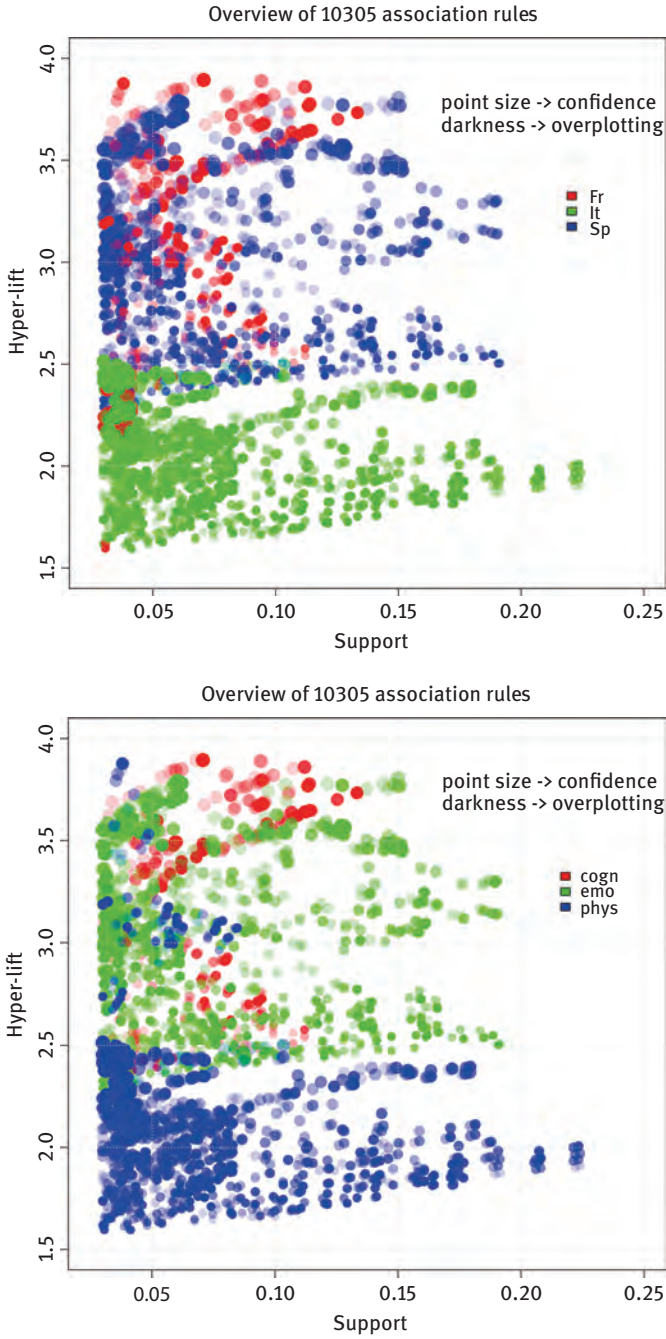 Overview of 10305 association rules
4.0
point size -> confidence
darkness -> overplotting
3.5
Fr
It
Sp
3.0
Hyper-lift
2.5
2.0
1.5
0.05 0.10 0.15 0.20 0.25
Support
Overview of 10305 association rules
4.0
point size -> confidence
darkness -> overplotting
3.5
cogn
emo
phys
3.0
Hyper-lift
2.5
2.0
1.5
0.05 0.10 0.15 0.20 0.25
Support